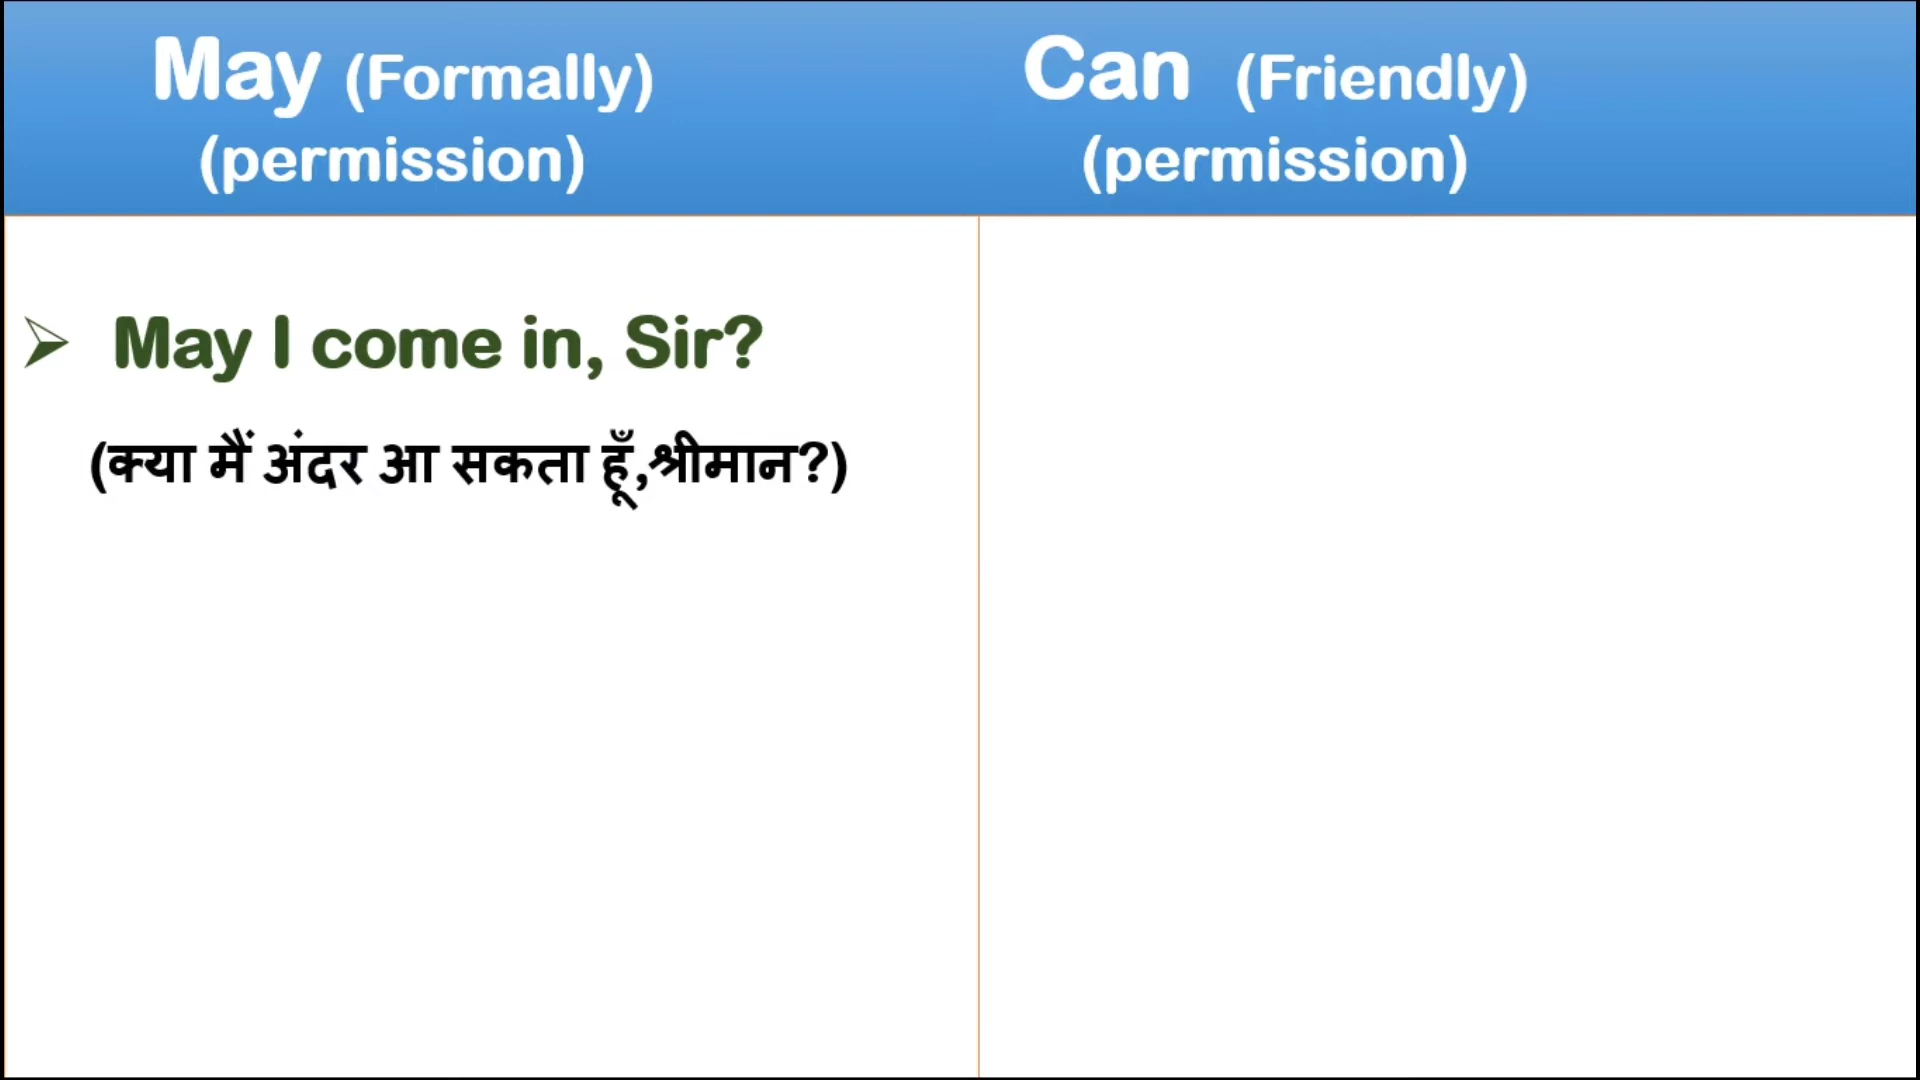 May (Formally)
(permission)
Can (Friendly)
(permission)
May I come in, Sir?
(क्या मैं अंदर आ सकता हूँ,श्रीमान?)